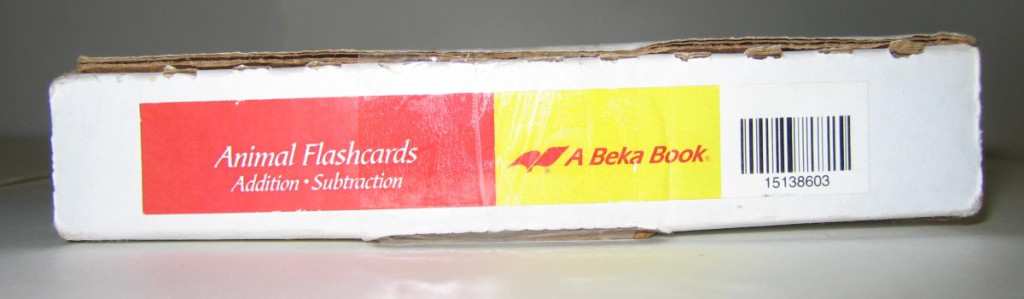 Animal Flashcards
Addition • Subtraction
A Beka Book®
15138603